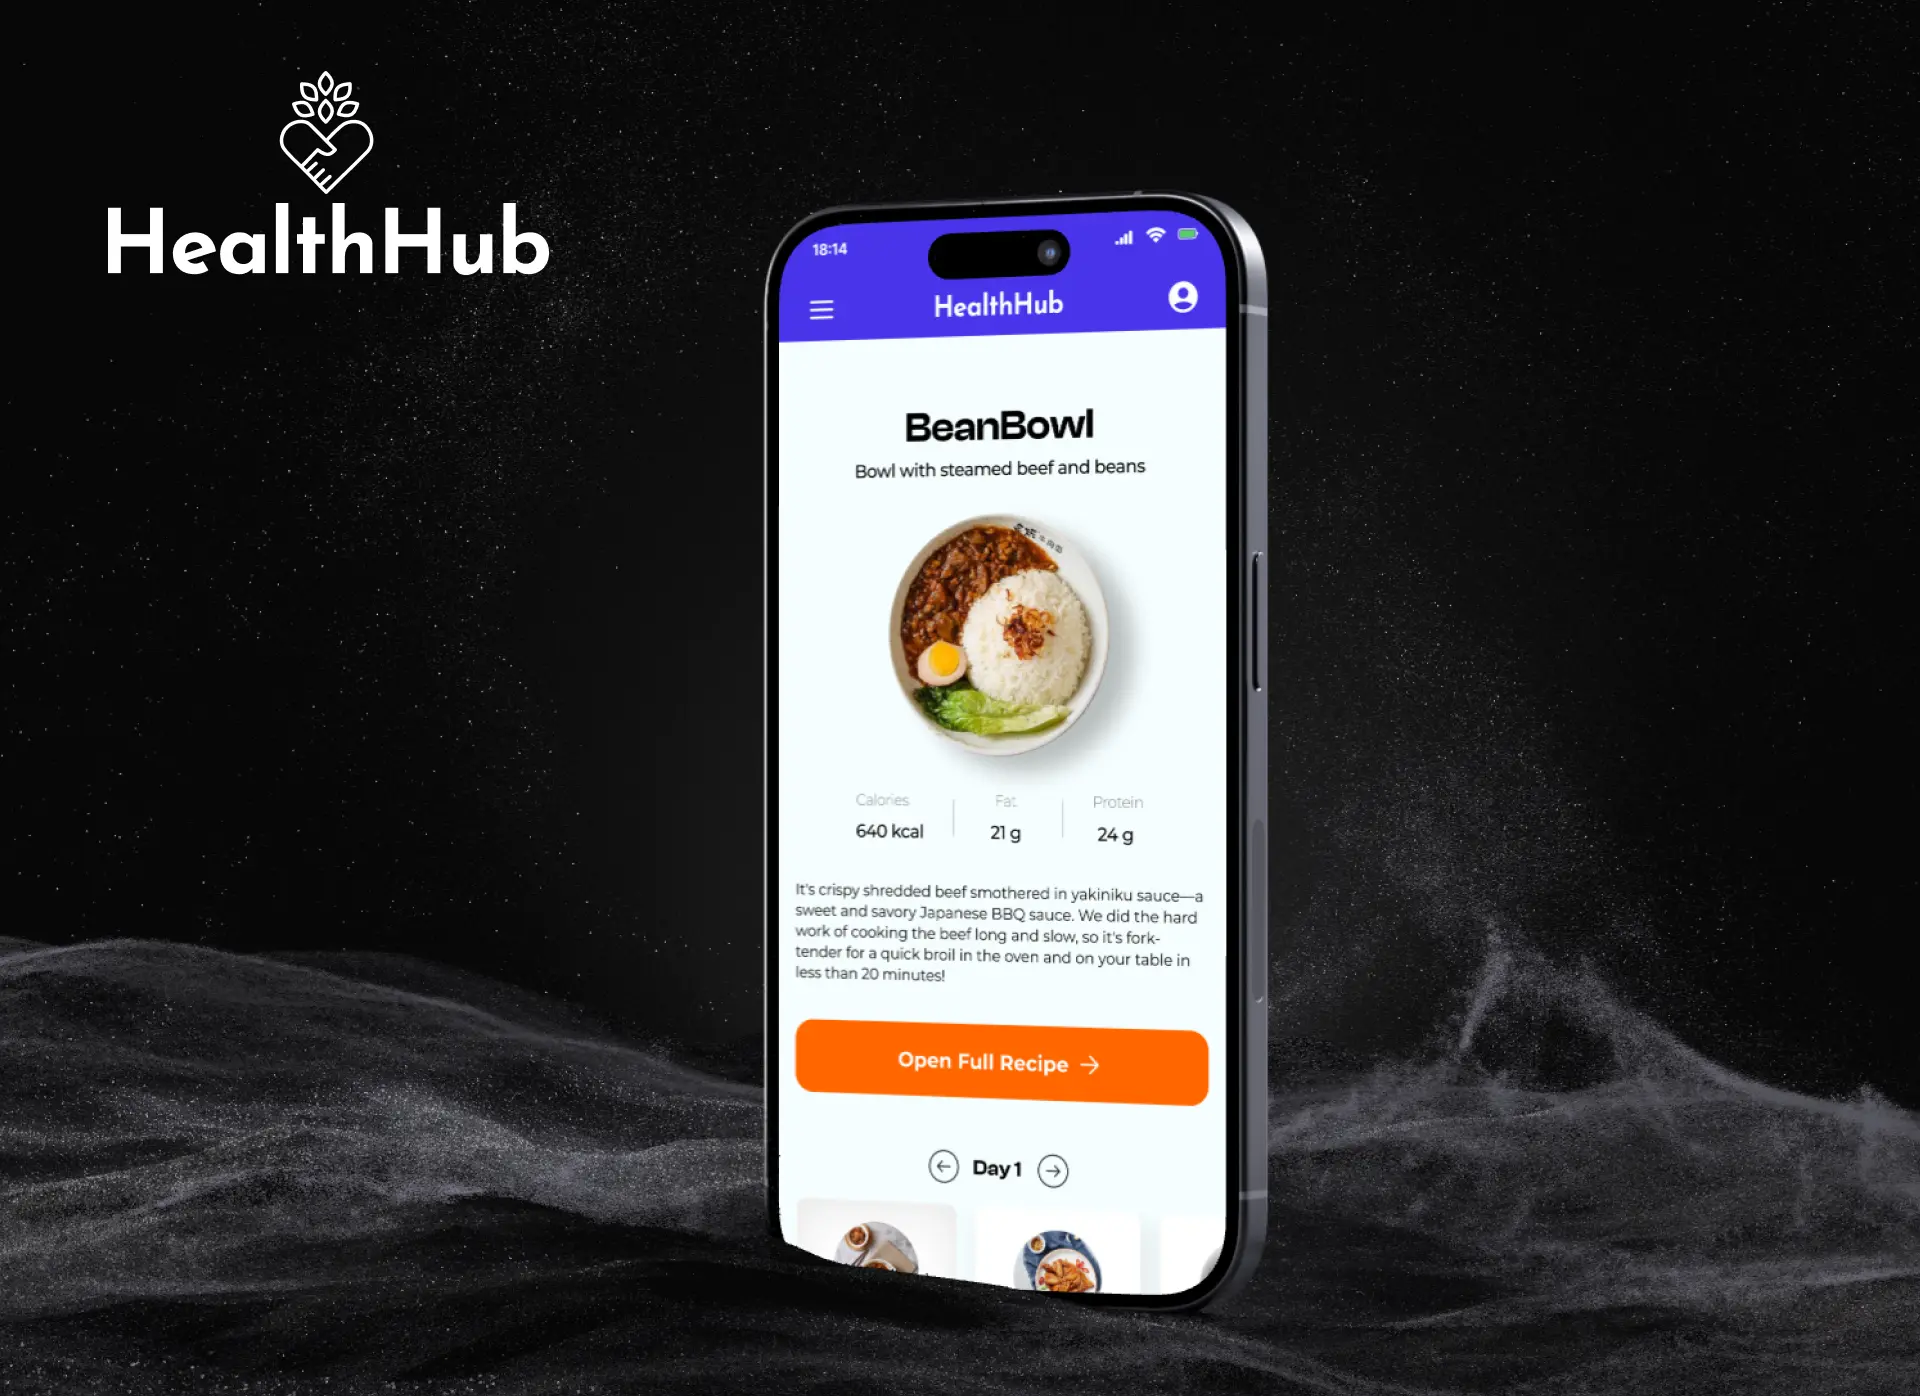 HealthHub
18:14
HealthHub
BeanBowl
Bowl with steamed beef and beans
Calories
Fat
Protein
640 kcal
21 g
24 g
It's crispy shredded beef smothered in yakiniku sauce—a
sweet and savory Japanese BBQ sauce. We did the hard
work of cooking the beef long and slow, so it's fork-
tender for a quick broil in the oven and on your table in
less than 20 minutes!
Open Full Recipe →
← Day 1 →